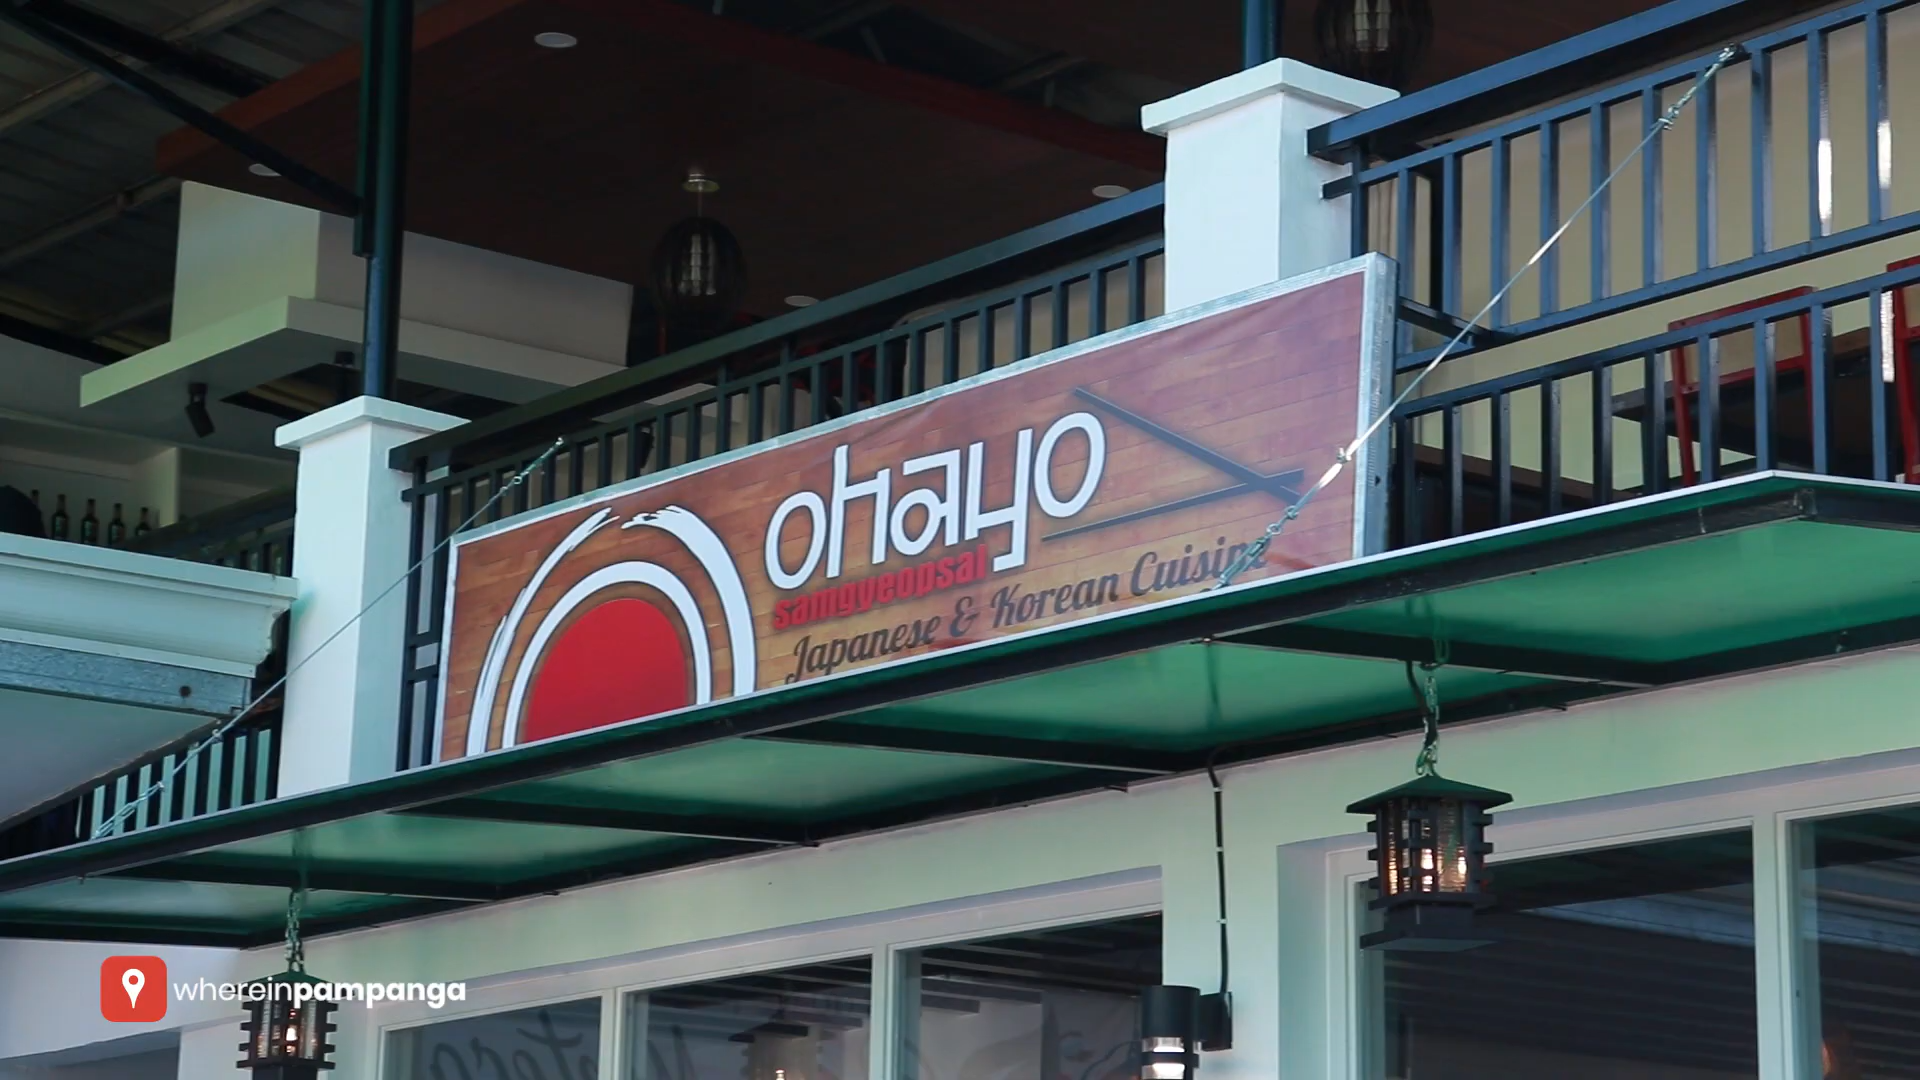 ohayo
samgyeopsal
Japanese & Korean Cuisine
whereinpampanga